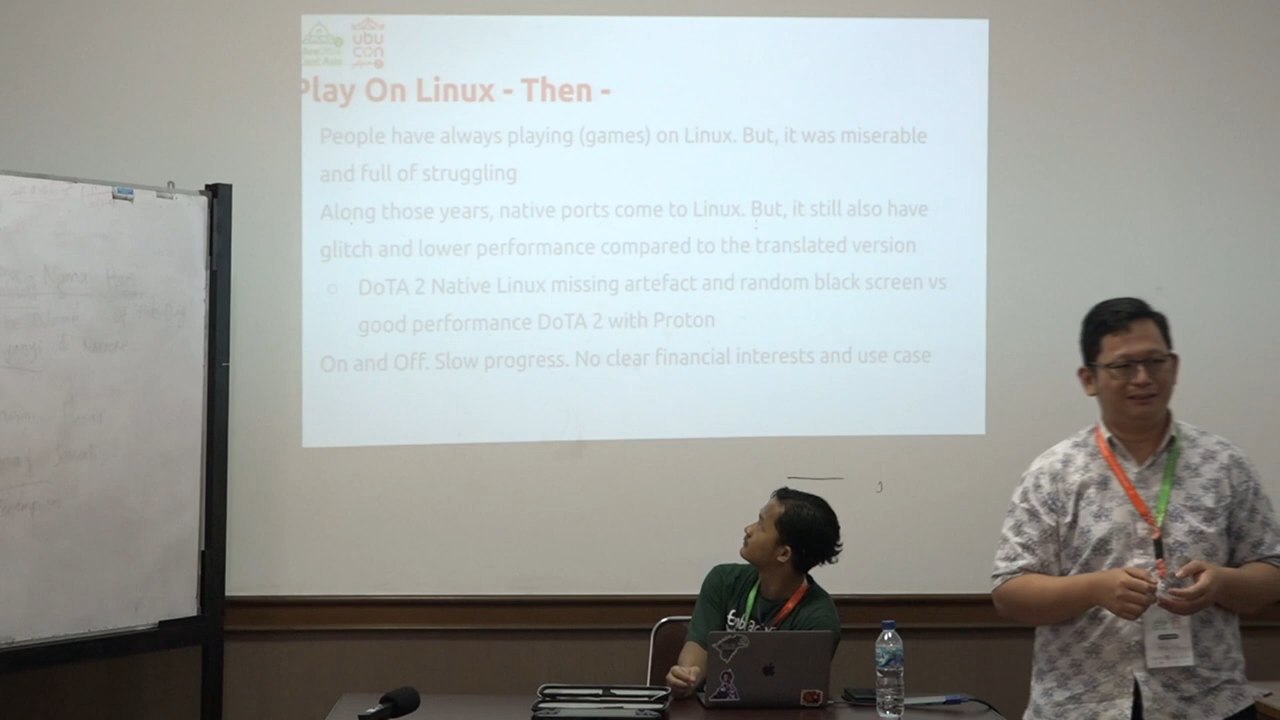 ubu
con
Play On Linux - Then -
People have always playing (games) on Linux. But, it was miserable
and full of struggling
Along those years, native ports come to Linux. But, it still also have
glitch and lower performance compared to the translated version
○ DoTA 2 Native Linux missing artefact and random black screen vs
good performance DoTA 2 with Proton
On and Off. Slow progress. No clear financial interests and use case